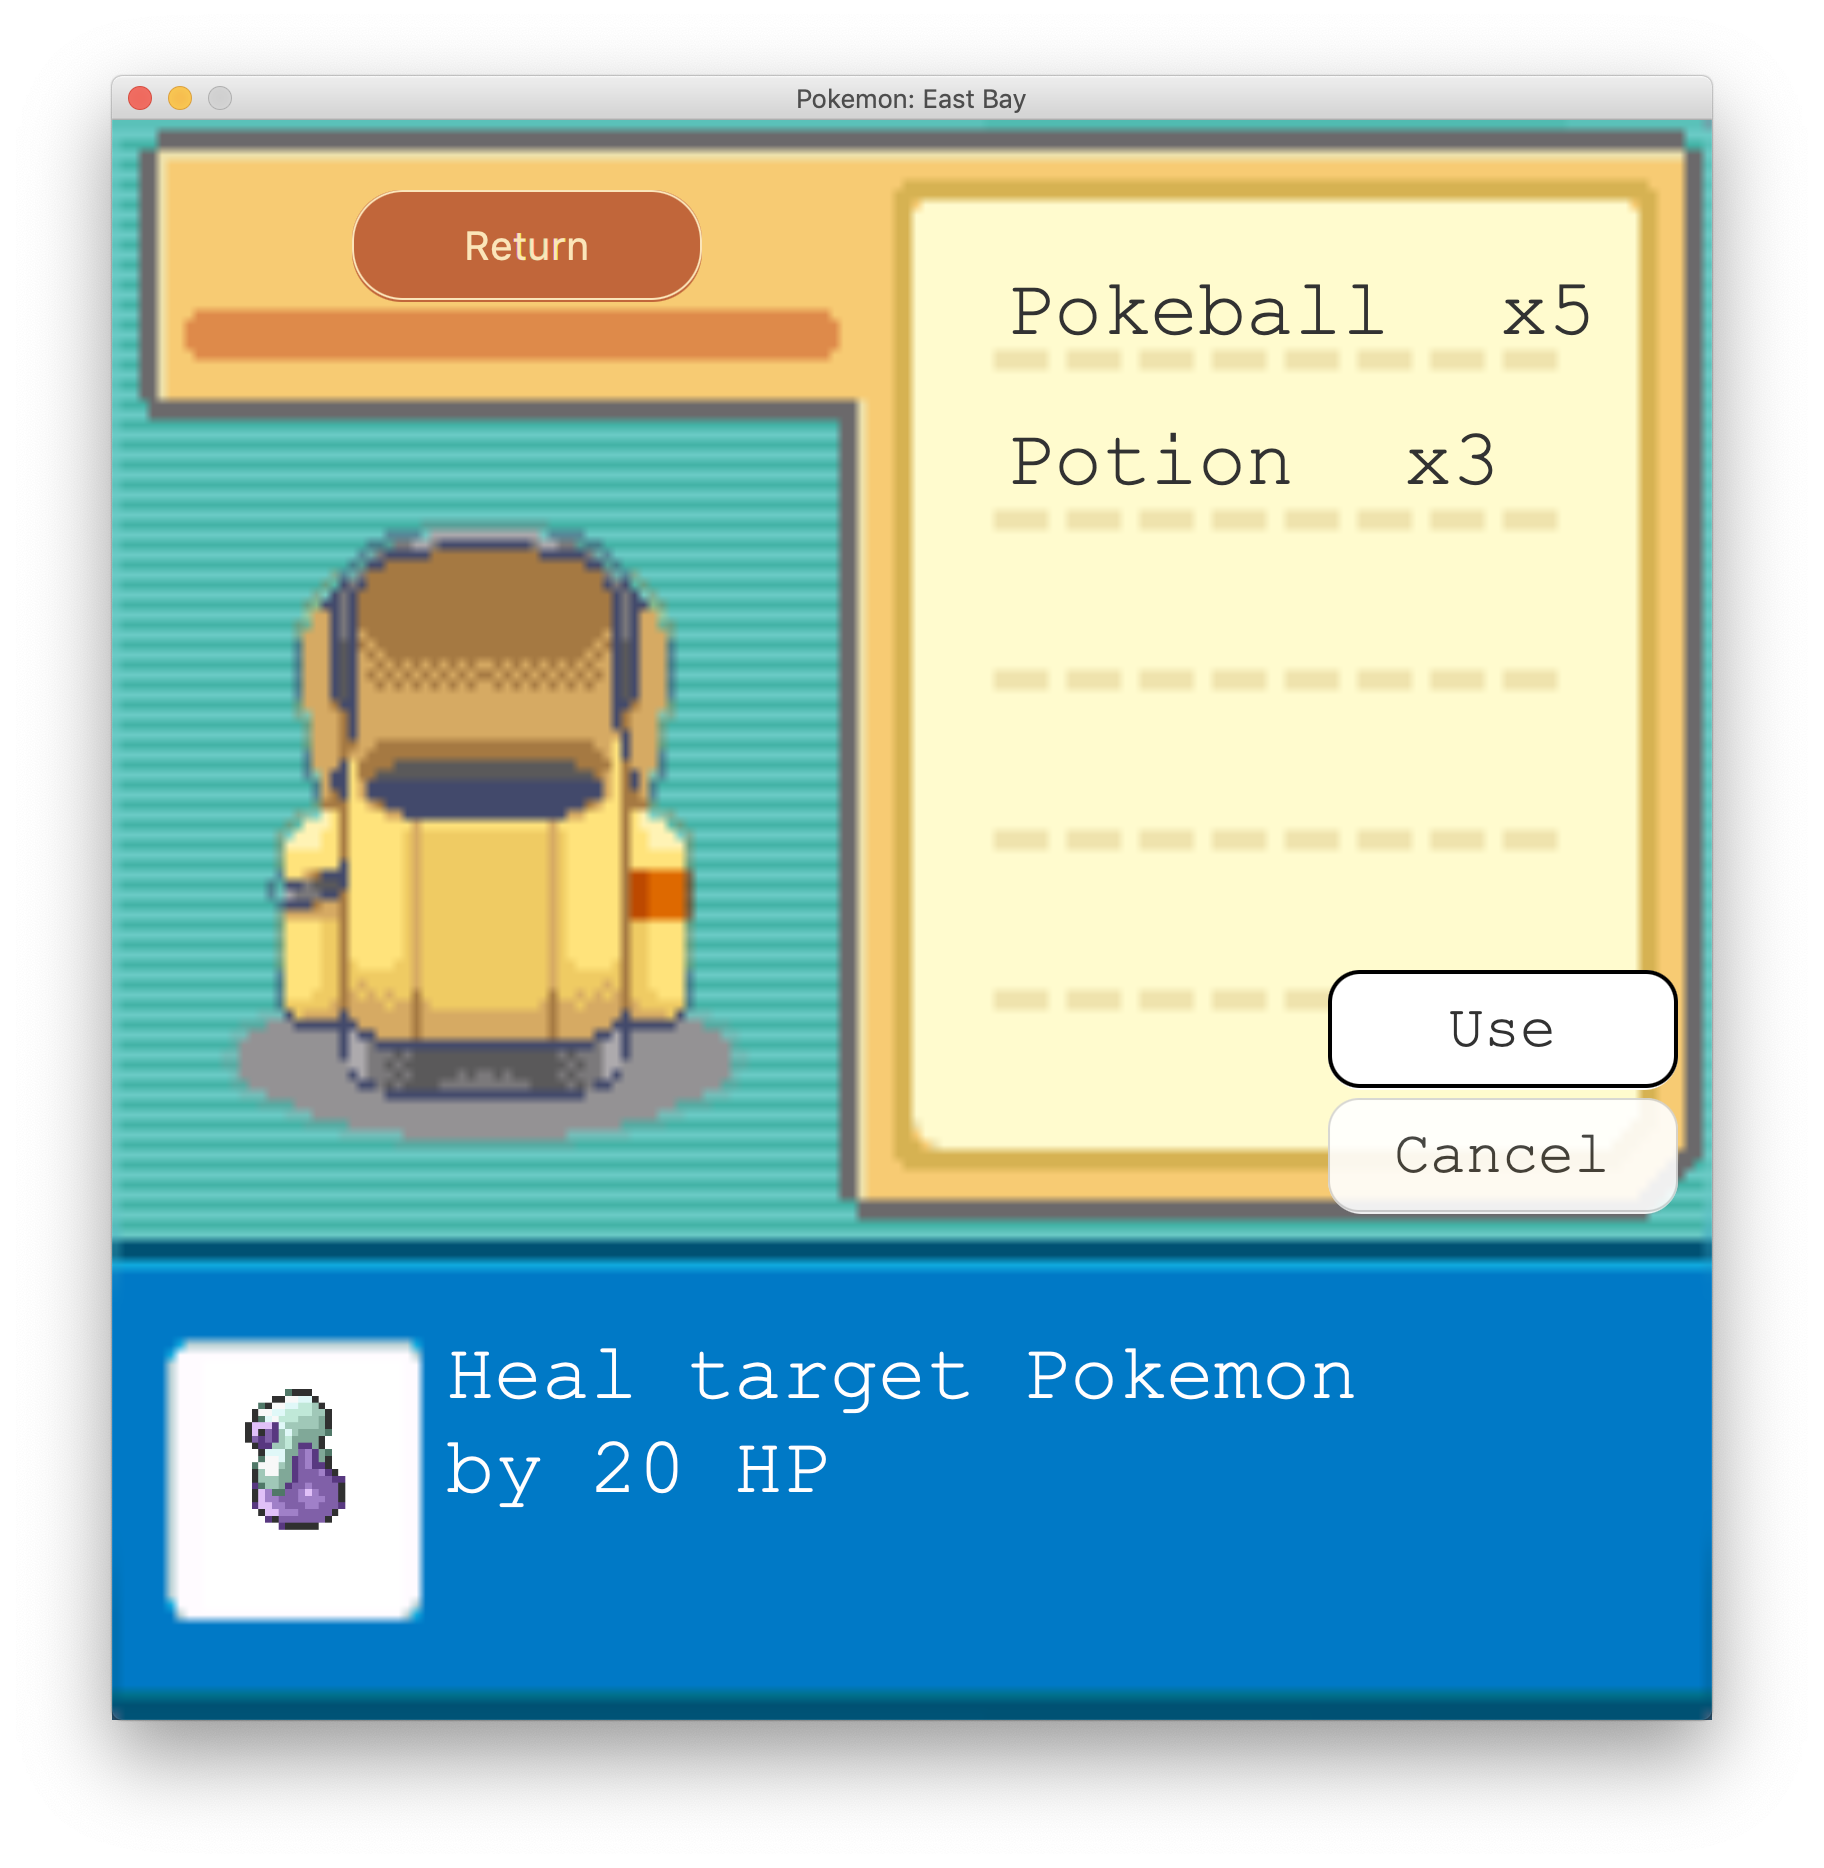 Pokemon: East Bay
Return
Pokeball x5
Potion x3
Use
Cancel
Heal target Pokemon
by 20 HP